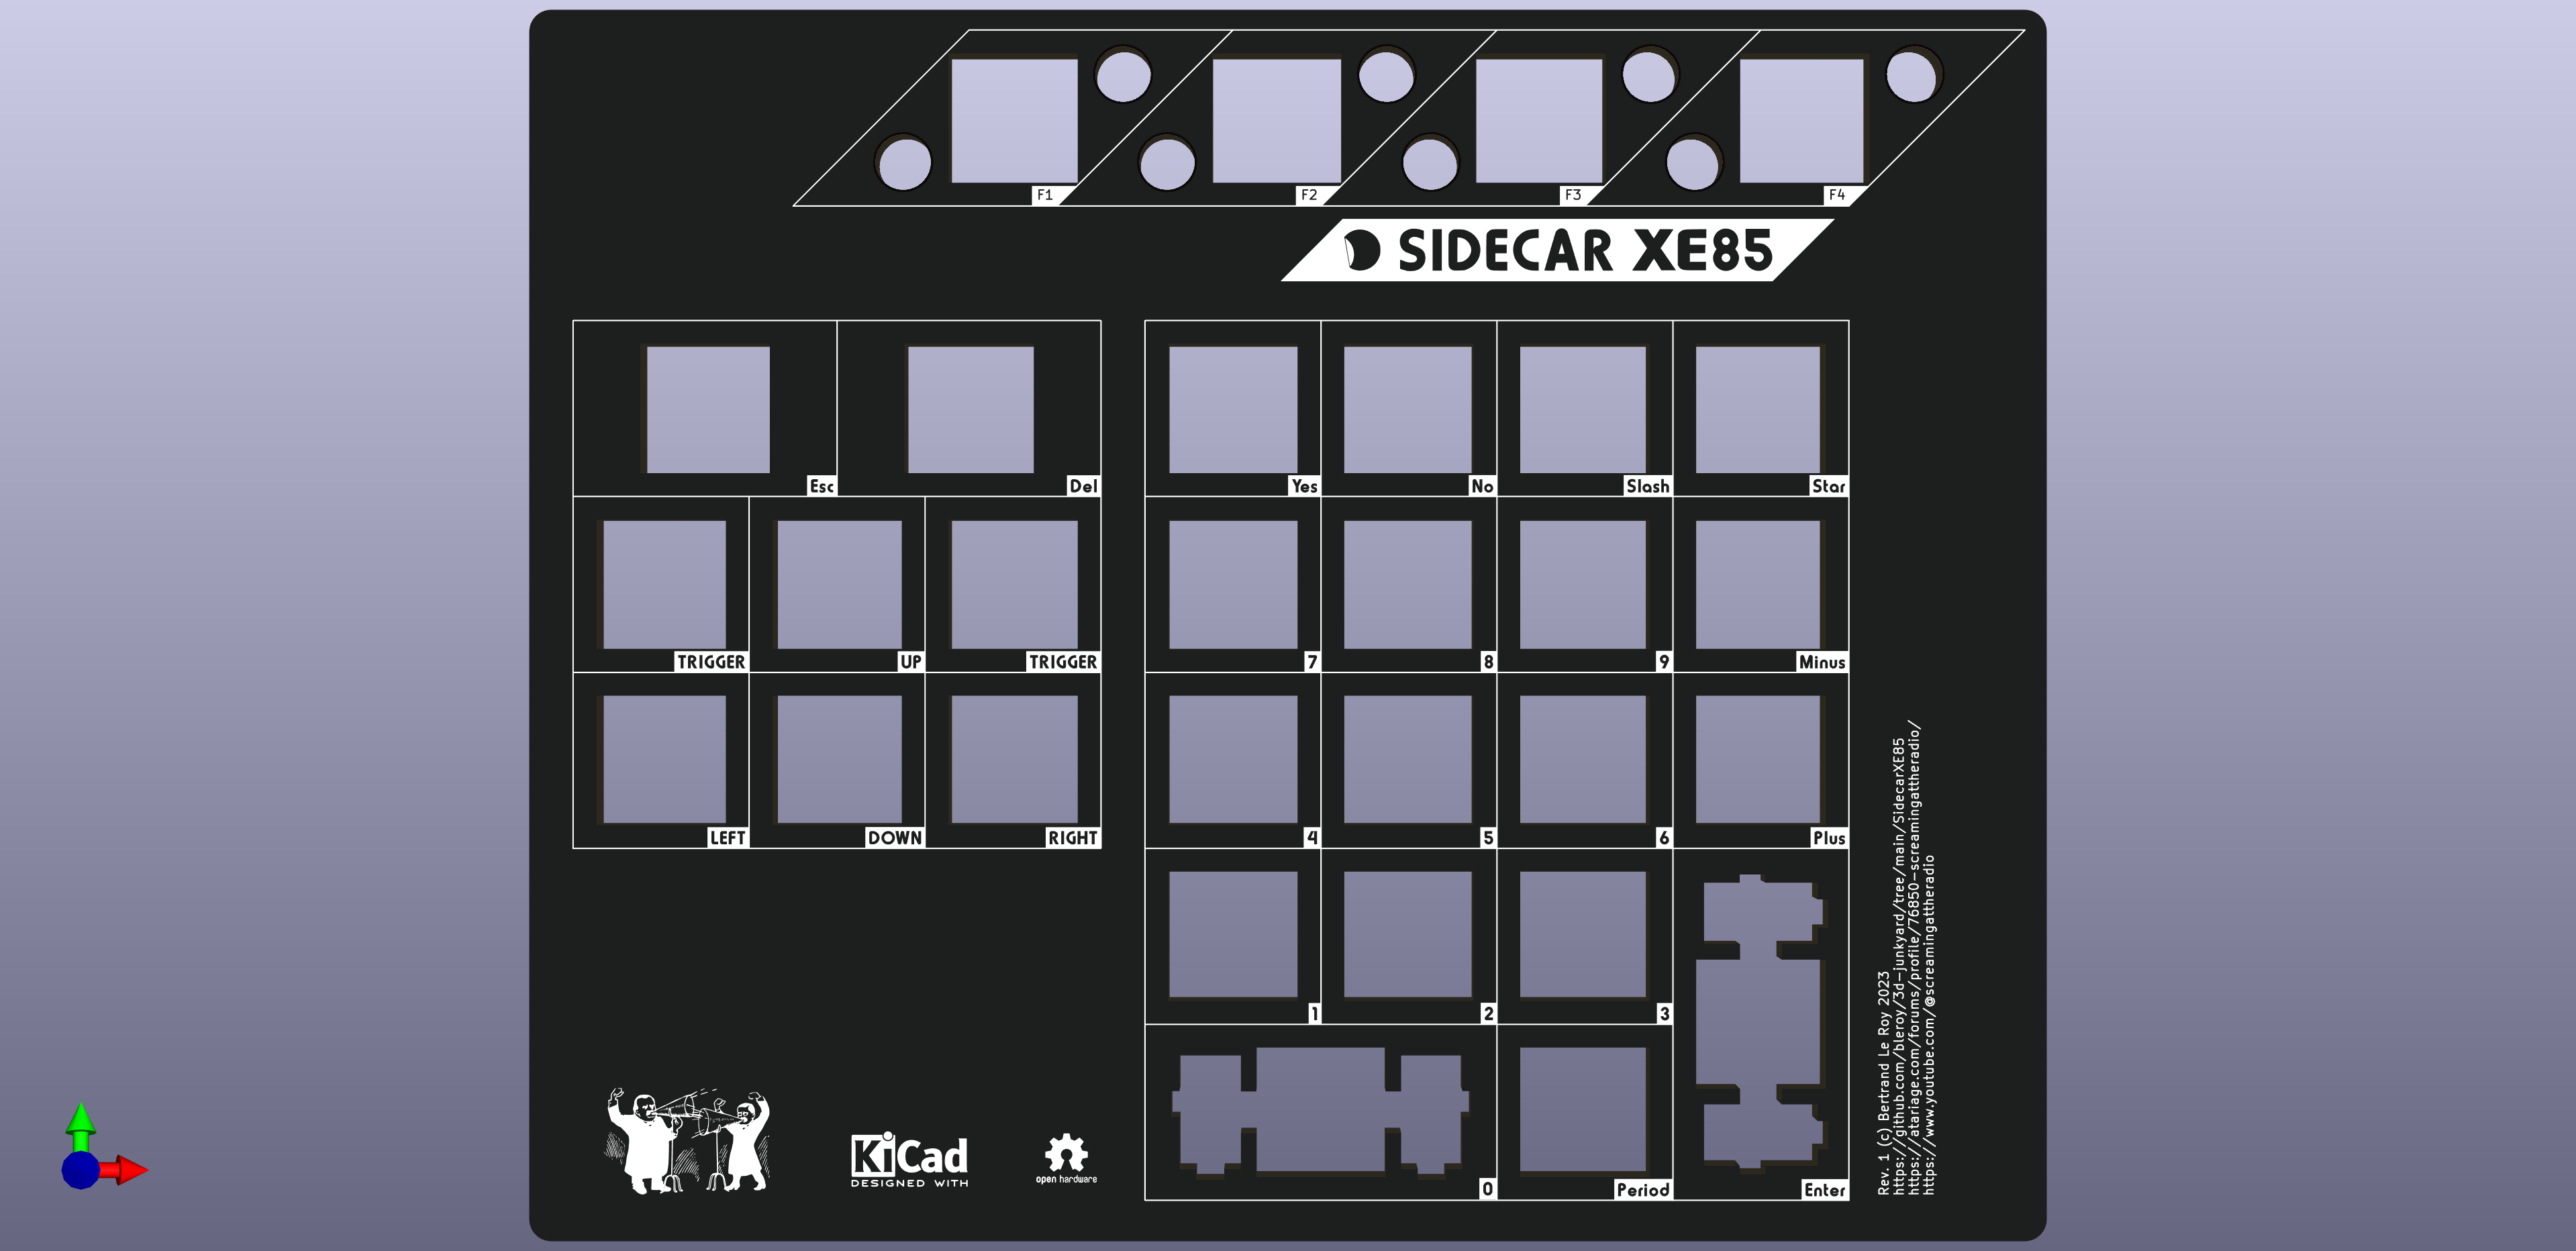 F1 F2 F3 F4
SIDECAR XE85
Esc Del
Yes No Slash Star
TRIGGER UP TRIGGER
7 8 9 Minus
LEFT DOWN RIGHT
4 5 6 Plus
1 2 3
0 Period Enter
KiCad
DESIGNED WITH
open hardware
Rev. 1 (c) Bertrand Le Roy 2023
https://github.com/bleroy/3d-junkyard/tree/main/SidecarXE85
https://atariage.com/forums/profile/76850-screamingattheradio/
https://www.youtube.com/@screamingattheradio